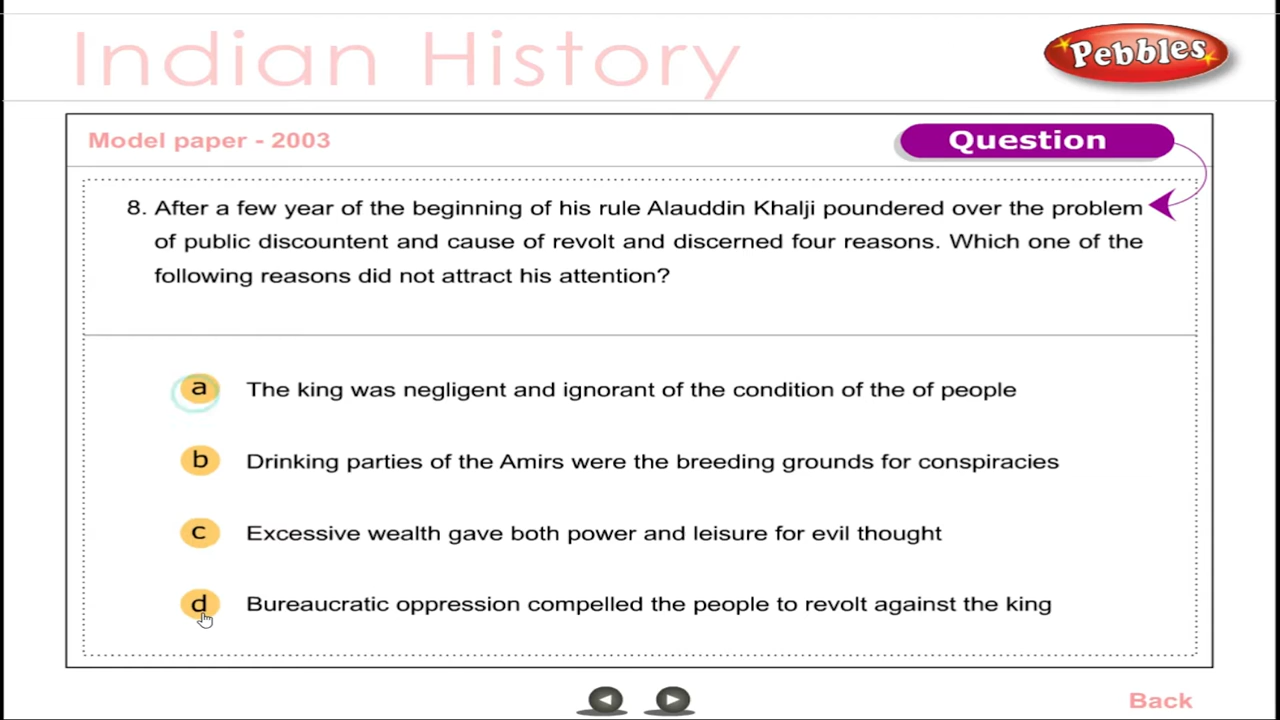 Indian History
Pebbles
Model paper - 2003
Question
8. After a few year of the beginning of his rule Alauddin Khalji poundered over the problem
of public discountent and cause of revolt and discerned four reasons. Which one of the
following reasons did not attract his attention?
a The king was negligent and ignorant of the condition of the of people
b Drinking parties of the Amirs were the breeding grounds for conspiracies
c Excessive wealth gave both power and leisure for evil thought
d Bureaucratic oppression compelled the people to revolt against the king
Back